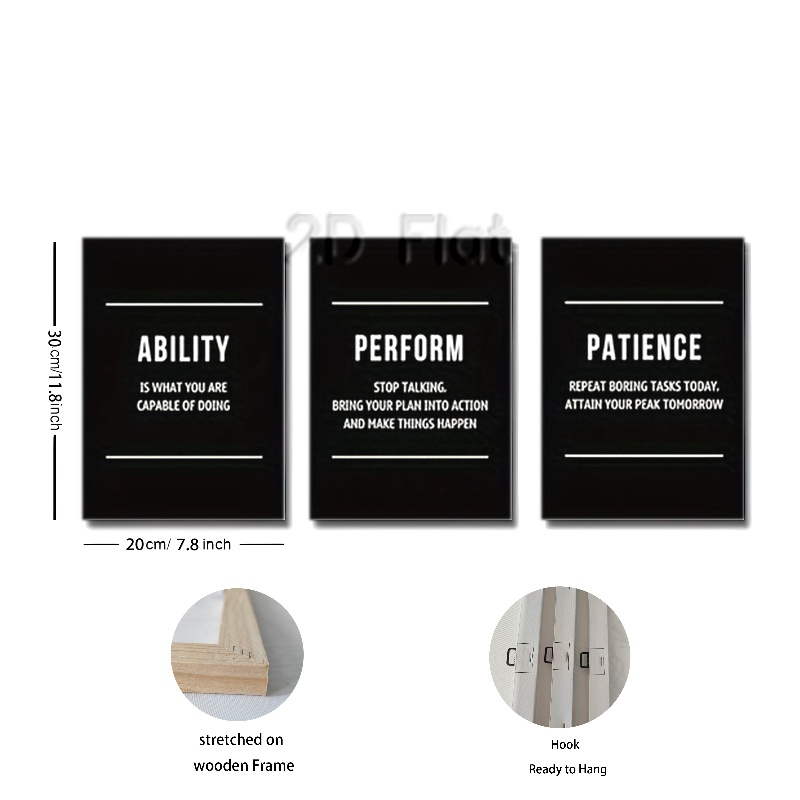 2D Flat
ABILITY
IS WHAT YOU ARE
CAPABLE OF DOING
PERFORM
STOP TALKING.
BRING YOUR PLAN INTO ACTION
AND MAKE THINGS HAPPEN
PATIENCE
REPEAT BORING TASKS TODAY,
ATTAIN YOUR PEAK TOMORROW
30cm/11.8inch
20cm/ 7.8 inch
stretched on
wooden Frame
Hook
Ready to Hang